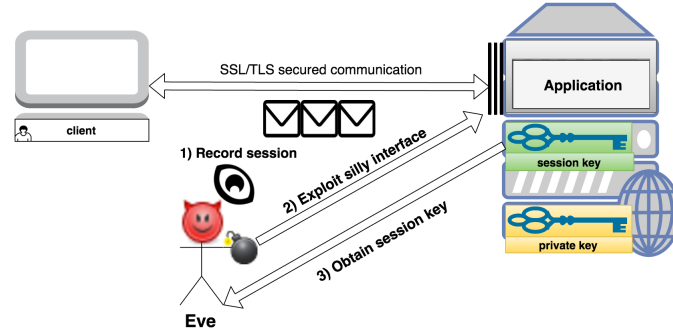 SSL/TLS secured communication
Application
client
1) Record session
2) Exploit silly interface
session key
3) Obtain session key
private key
Eve